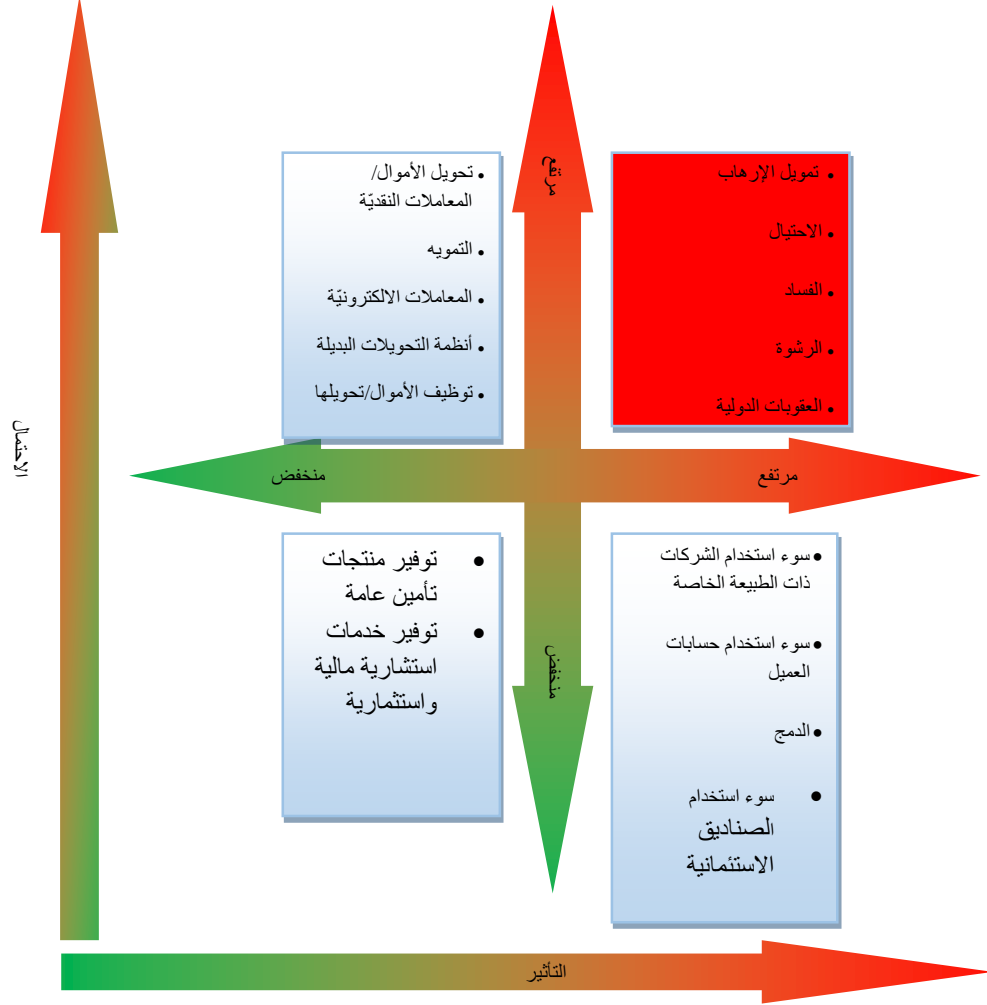 مرتفع
• تمويل الإرهاب
• الاحتيال
• الفساد
• الرشوة
• العقوبات الدولية
• تحويل الأموال/
المعاملات النقديّة
• التمويه
• المعاملات الالكترونيّة
• أنظمة التحويلات البديلة
• توظيف الأموال/تحويلها
الاحتمال
مرتفع
منخفض
• سوء استخدام الشركات
ذات الطبيعة الخاصة
• سوء استخدام حسابات
العميل
• الدمج
• سوء استخدام
الصناديق
الاستئمانية
منخفض
• توفير منتجات
تأمين عامة
• توفير خدمات
استشارية مالية
واستثمارية
التأثير